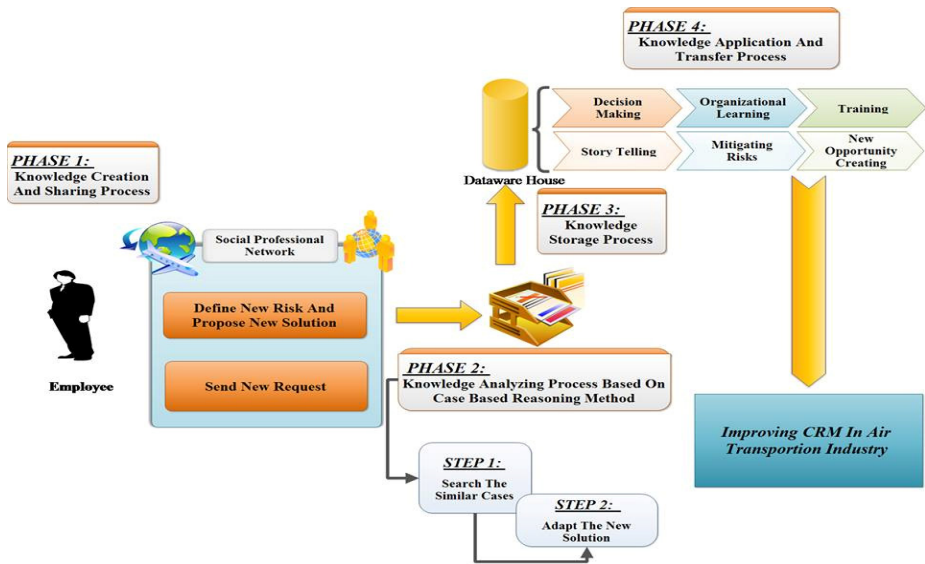 PHASE 1:
Knowledge Creation
And Sharing Process
Employee
Social Professional
Network
Define New Risk And
Propose New Solution
Send New Request
PHASE 2:
Knowledge Analyzing Process Based On
Case Based Reasoning Method
STEP 1:
Search The
Similar Cases
STEP 2:
Adapt The New
Solution
PHASE 3:
Knowledge
Storage Process
Dataware House
PHASE 4:
Knowledge Application And
Transfer Process
Decision
Making
Organizational
Learning
Training
Story Telling
Mitigating
Risks
New
Opportunity
Creating
Improving CRM In Air
Transportion Industry